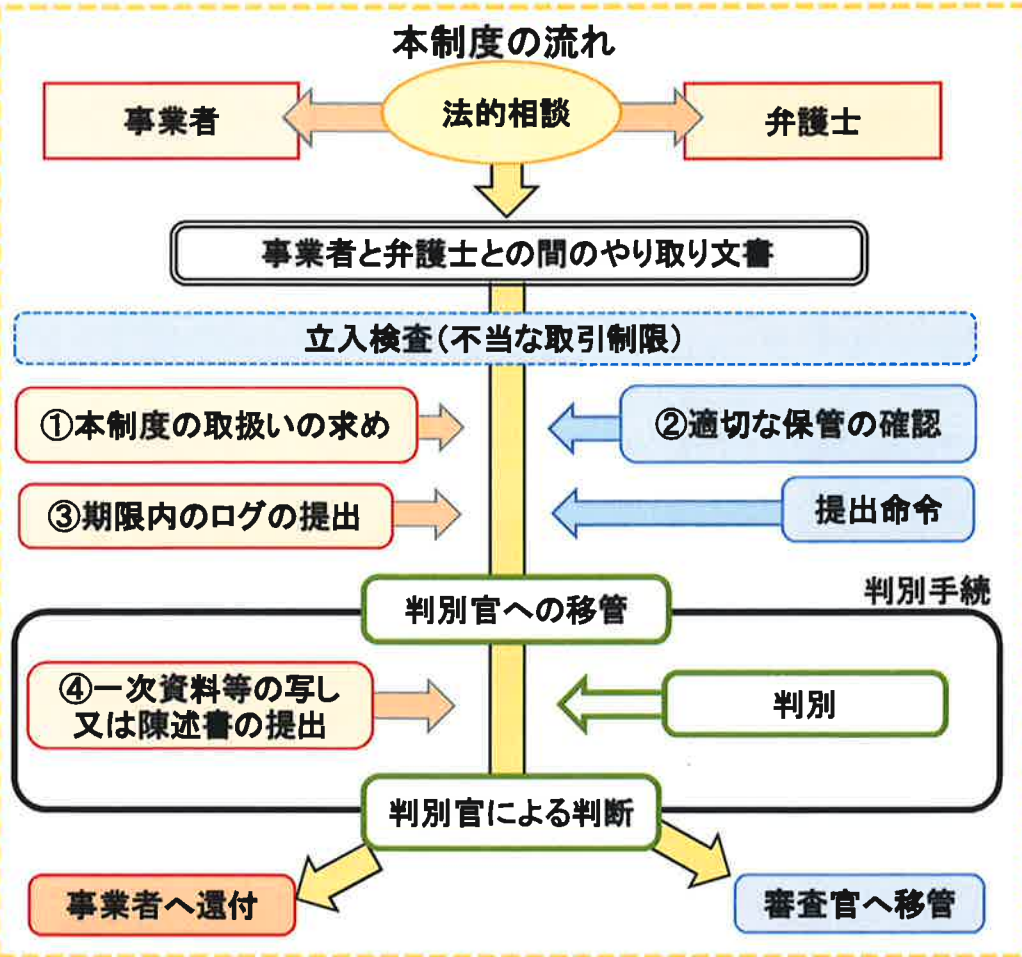 本制度の流れ
事業者
法的相談
弁護士
事業者と弁護士との間のやり取り文書
立入検査(不当な取引制限)
①本制度の取扱いの求め
②適切な保管の確認
③期限内のログの提出
提出命令
判別官への移管
判別手続
④一次資料等の写し
又は陳述書の提出
判別
判別官による判断
事業者へ還付
審査官へ移管